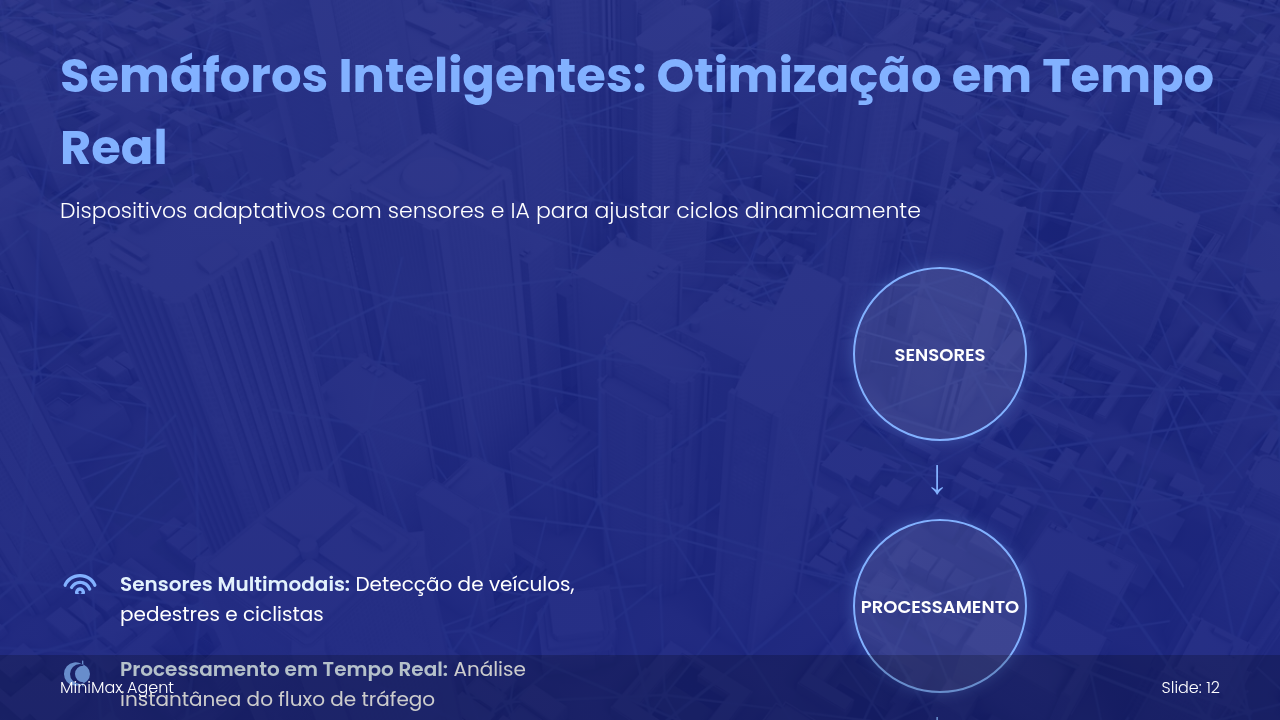 Semáforos Inteligentes: Otimização em Tempo
Real
Dispositivos adaptativos com sensores e IA para ajustar ciclos dinamicamente
SENSORES
↓
PROCESSAMENTO
Sensores Multimodais: Detecção de veículos,
pedestres e ciclistas
Processamento em Tempo Real: Análise
instantânea do fluxo de tráfego
MiniMax Agent
Slide: 12